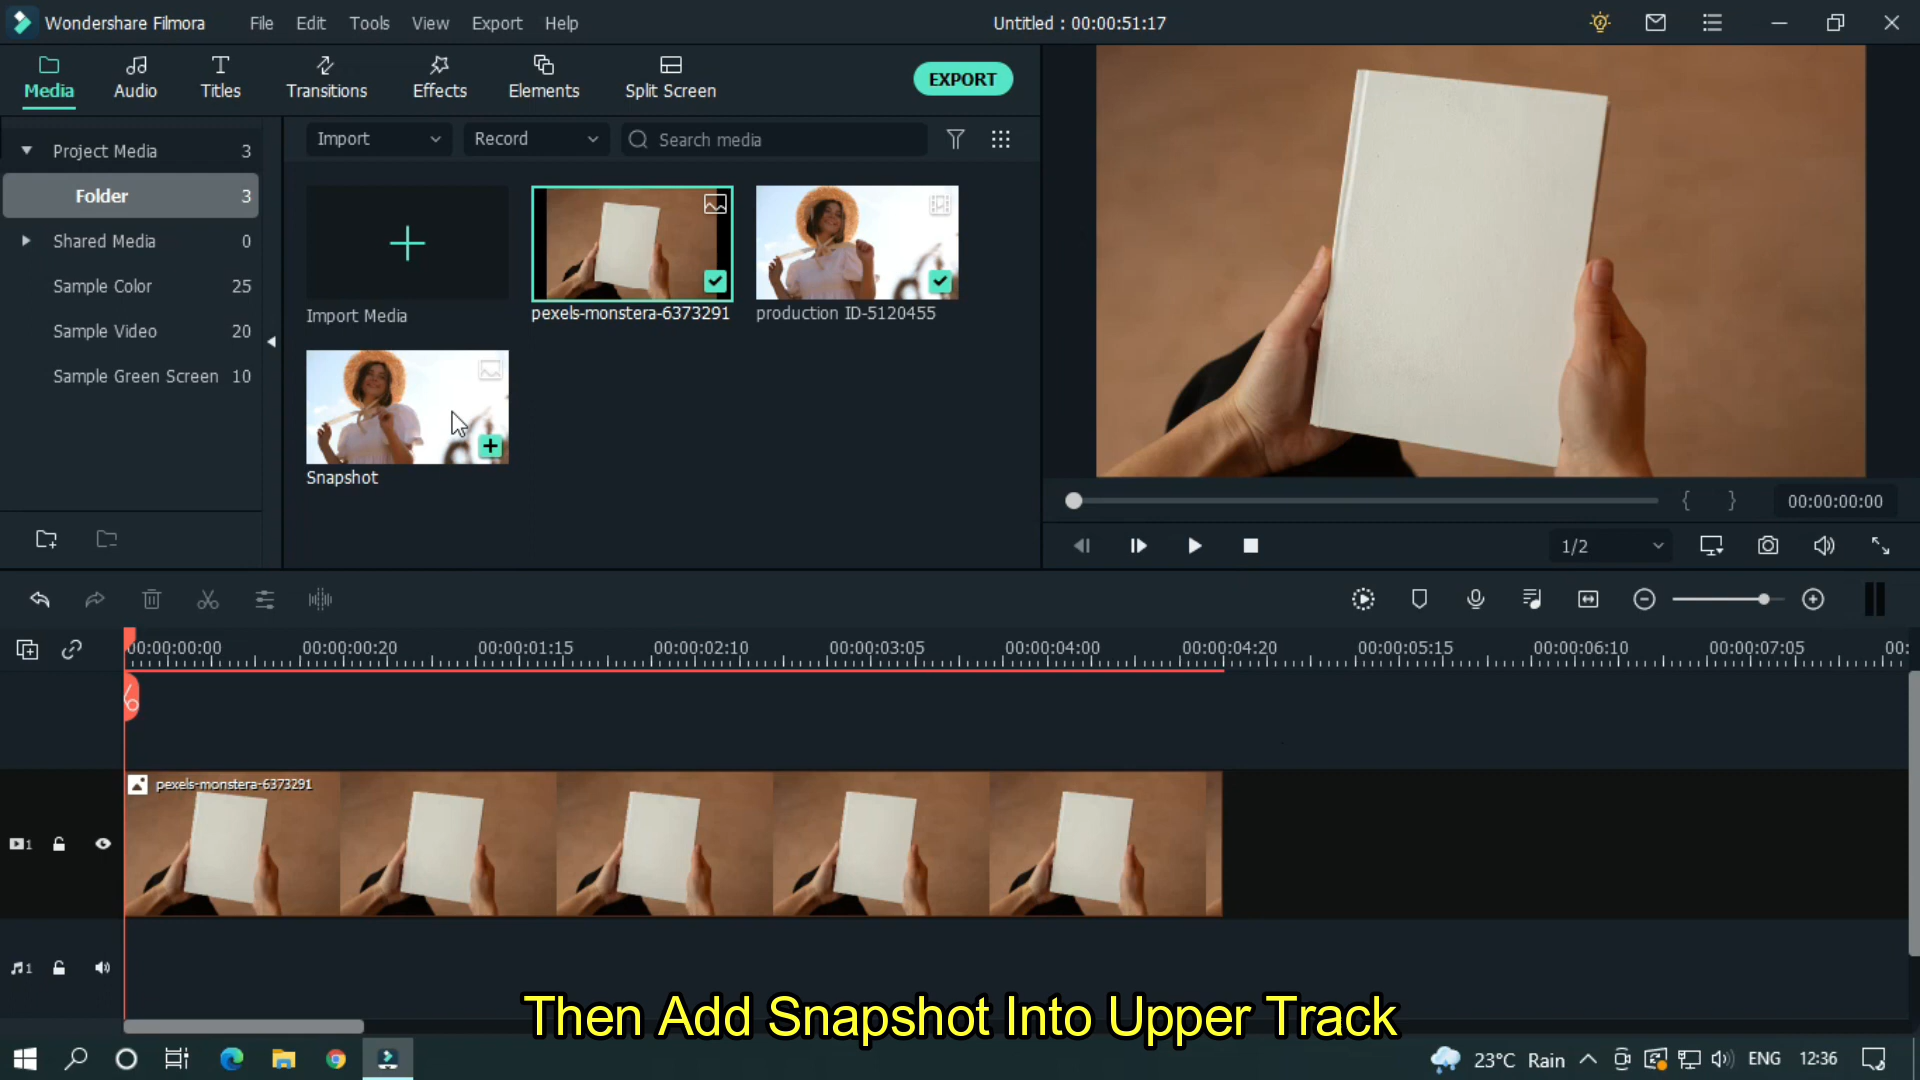 Wondershare Filmora
File
Edit
Tools
View
Export
Help
Untitled : 00:00:51:17
Media
Audio
Titles
Transitions
Effects
Elements
Split Screen
EXPORT
Project Media 3
Folder 3
Shared Media 0
Sample Color 25
Sample Video 20
Sample Green Screen 10
Import
Record
Search media
Import Media
pexels-monstera-6373291
production ID-5120455
Snapshot
00:00:00:00
1/2
00:00:00:00
00:00:00:20
00:00:01:15
00:00:02:10
00:00:03:05
00:00:04:00
00:00:04:20
00:00:05:15
00:00:06:10
00:00:07:05
00:
pexels-monstera-6373291
1
1
Then Add Snapshot Into Upper Track
23°C Rain
ENG
12:36